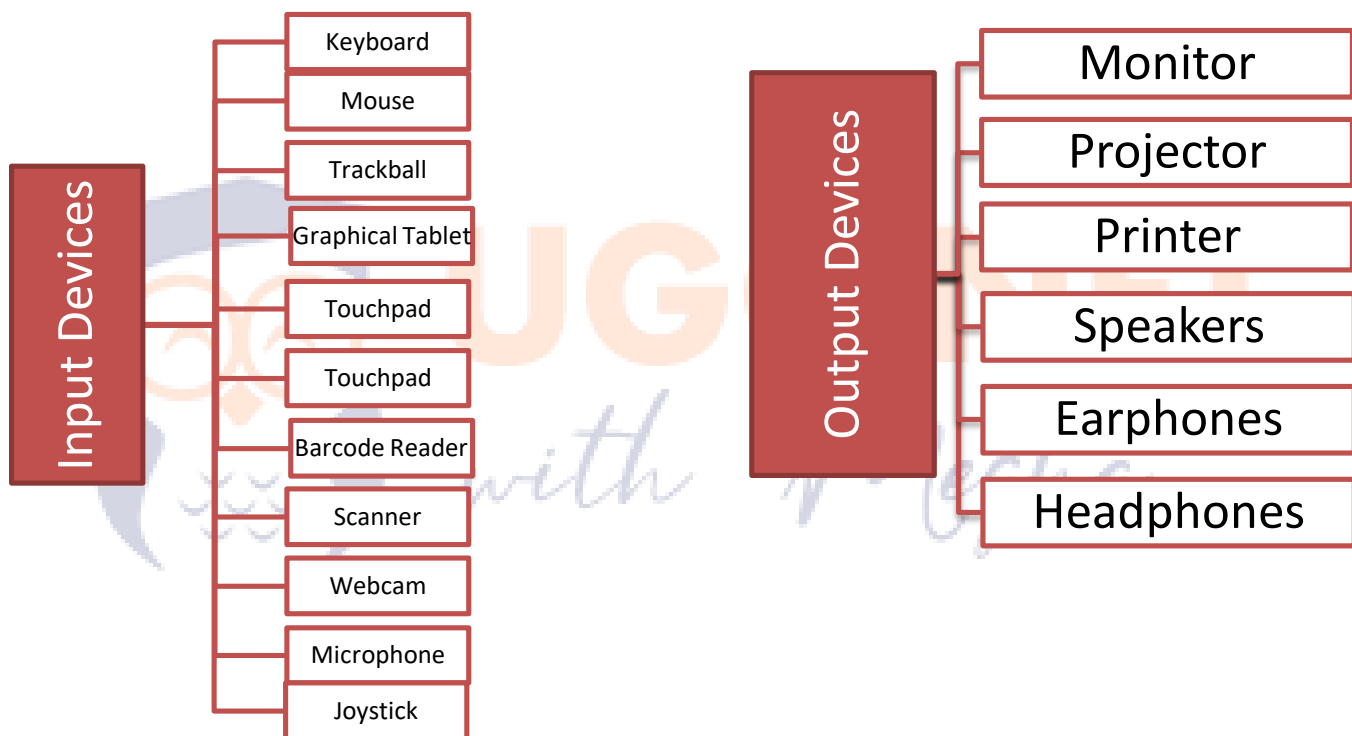 Input Devices
Keyboard
Mouse
Trackball
Graphical Tablet
Touchpad
Touchpad
Barcode Reader
Scanner
Webcam
Microphone
Joystick
Output Devices
Monitor
Projector
Printer
Speakers
Earphones
Headphones
with